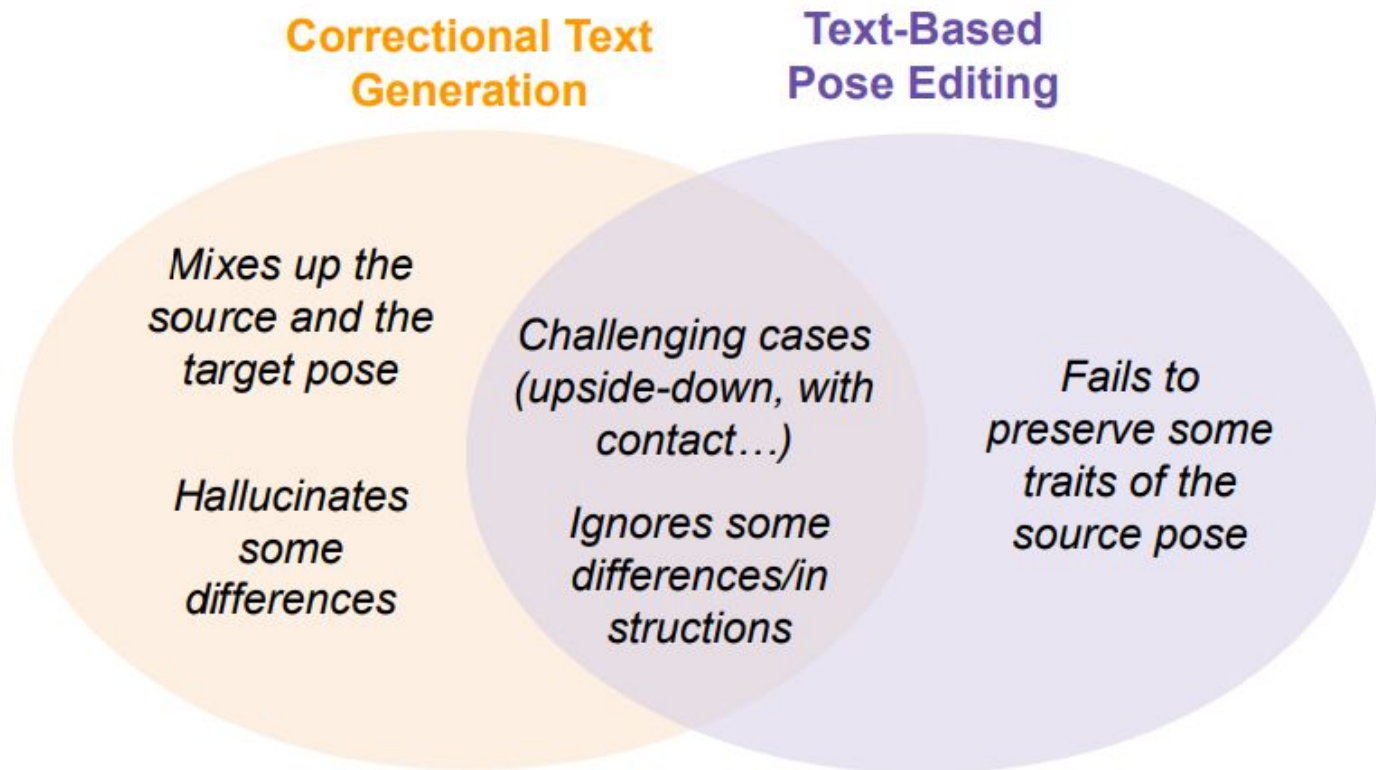 Correctional Text
Generation
Text-Based
Pose Editing
Mixes up the
source and the
target pose
Hallucinates
some
differences
Challenging cases
(upside-down, with
contact…)
Ignores some
differences/in
structions
Fails to
preserve some
traits of the
source pose